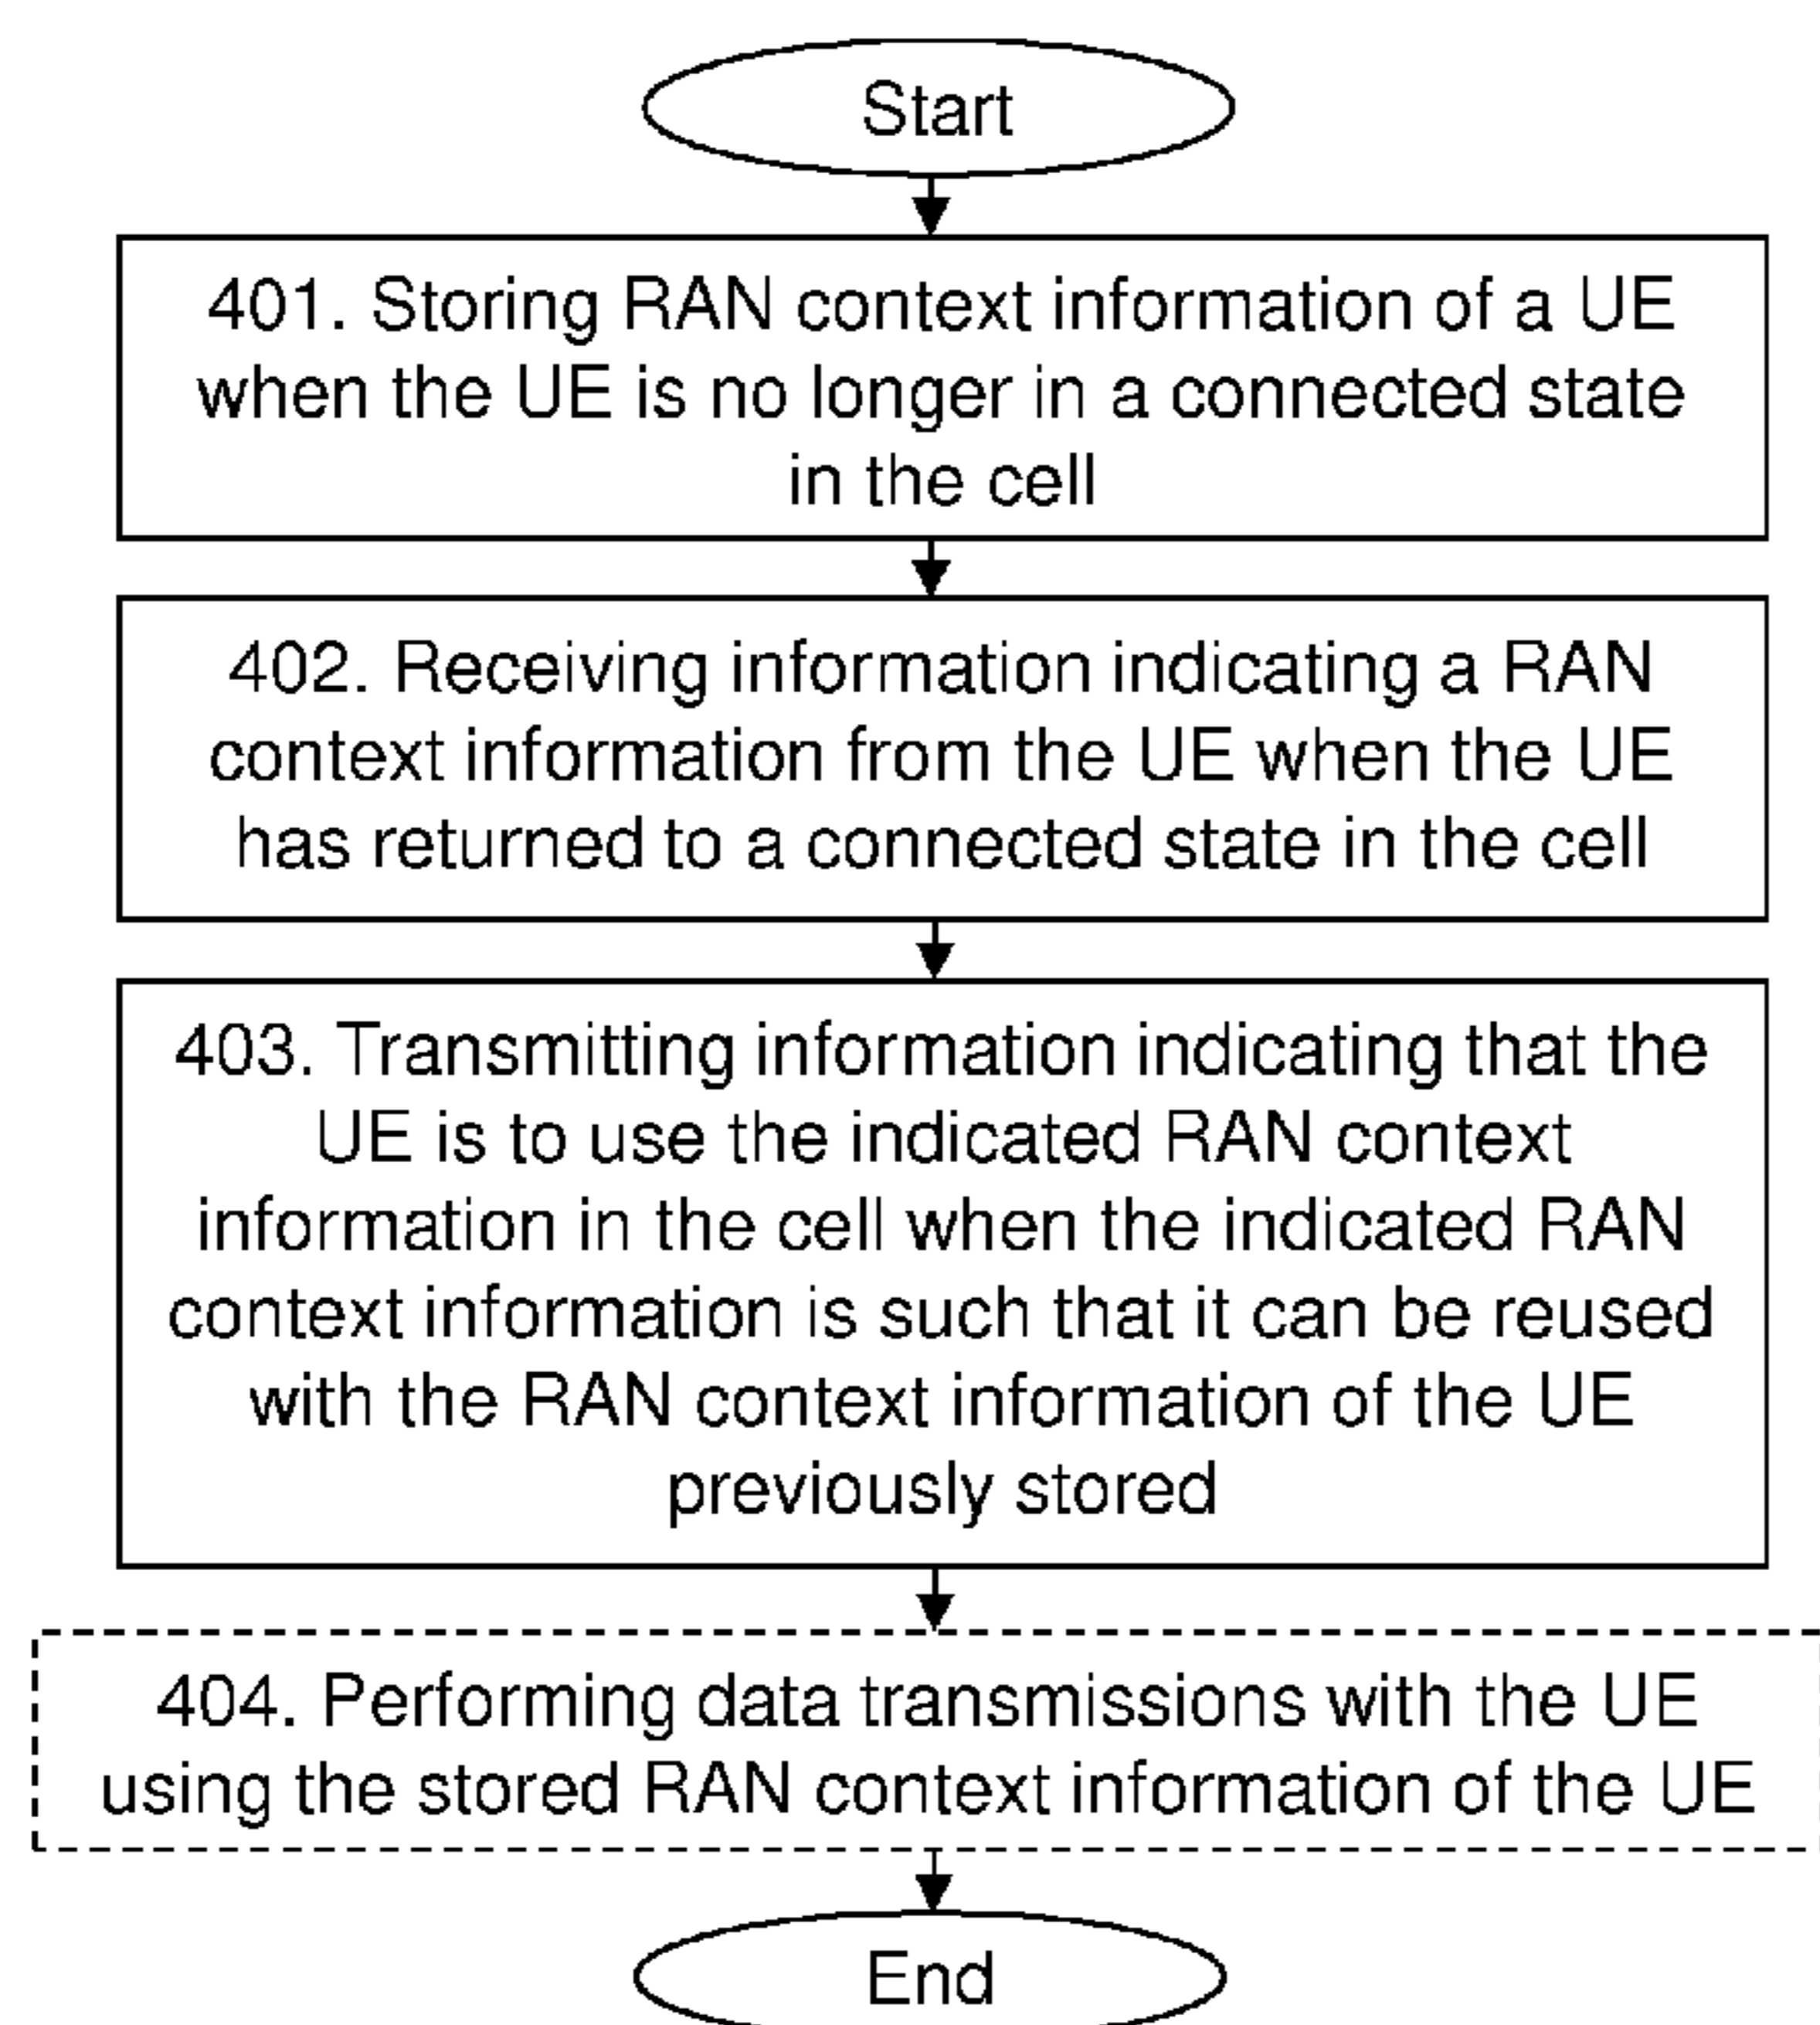 Start
401. Storing RAN context information of a UE
when the UE is no longer in a connected state
in the cell
402. Receiving information indicating a RAN
context information from the UE when the UE
has returned to a connected state in the cell
403. Transmitting information indicating that the
UE is to use the indicated RAN context
information in the cell when the indicated RAN
context information is such that it can be reused
with the RAN context information of the UE
previously stored
404. Performing data transmissions with the UE
using the stored RAN context information of the UE
End